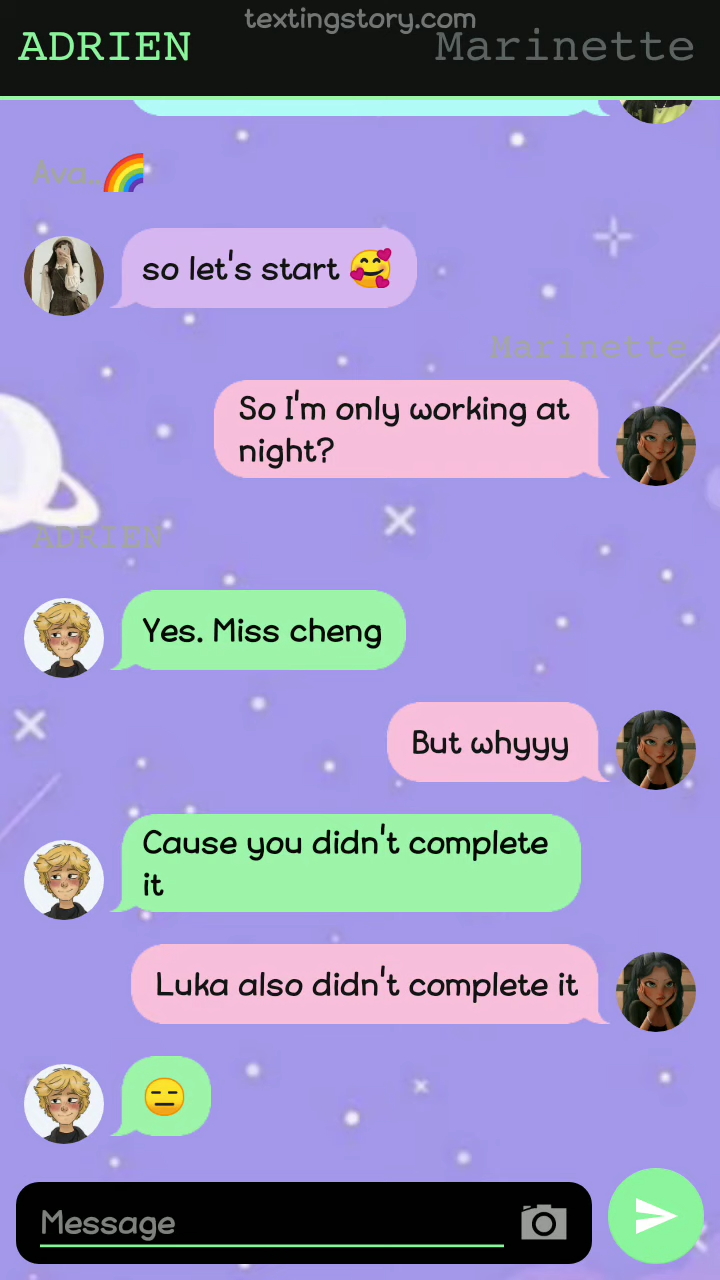 textingstory.com
ADRIEN
Marinette
Ava..🌈
so let's start 🥰
Marinette
So I'm only working at
night?
ADRIEN
Yes. Miss cheng
But whyyy
Cause you didn't complete
it
Luka also didn't complete it
😑
Message